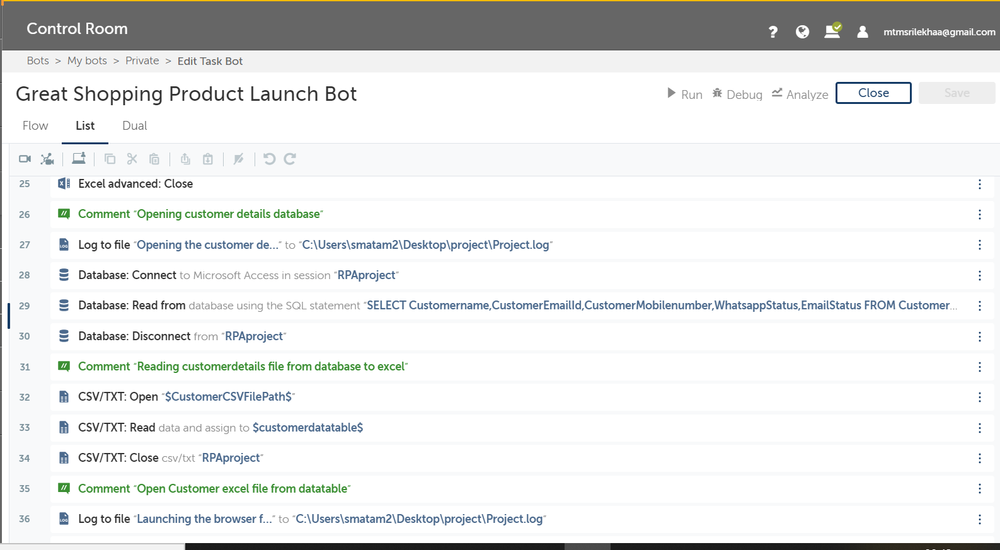 Control Room
mtmsrilekhaa@gmail.com
Bots > My bots > Private > Edit Task Bot
Great Shopping Product Launch Bot
Run Debug Analyze Close Save
Flow List Dual
25 Excel advanced: Close
26 Comment “Opening customer details database”
27 Log to file “Opening the customer de...” to “C:\Users\smatam2\Desktop\project\Project.log”
28 Database: Connect to Microsoft Access in session “RPAproject”
29 Database: Read from database using the SQL statement “SELECT Customername,CustomerEmailId,CustomerMobilenumber,WhatsappStatus,EmailStatus FROM Customer...
30 Database: Disconnect from “RPAproject”
31 Comment “Reading customerdetails file from database to excel”
32 CSV/TXT: Open “$CustomerCSVFilePath$”
33 CSV/TXT: Read data and assign to $customerdatatable$
34 CSV/TXT: Close csv/txt “RPAproject”
35 Comment “Open Customer excel file from datatable”
36 Log to file “Launching the browser f...” to “C:\Users\smatam2\Desktop\project\Project.log”